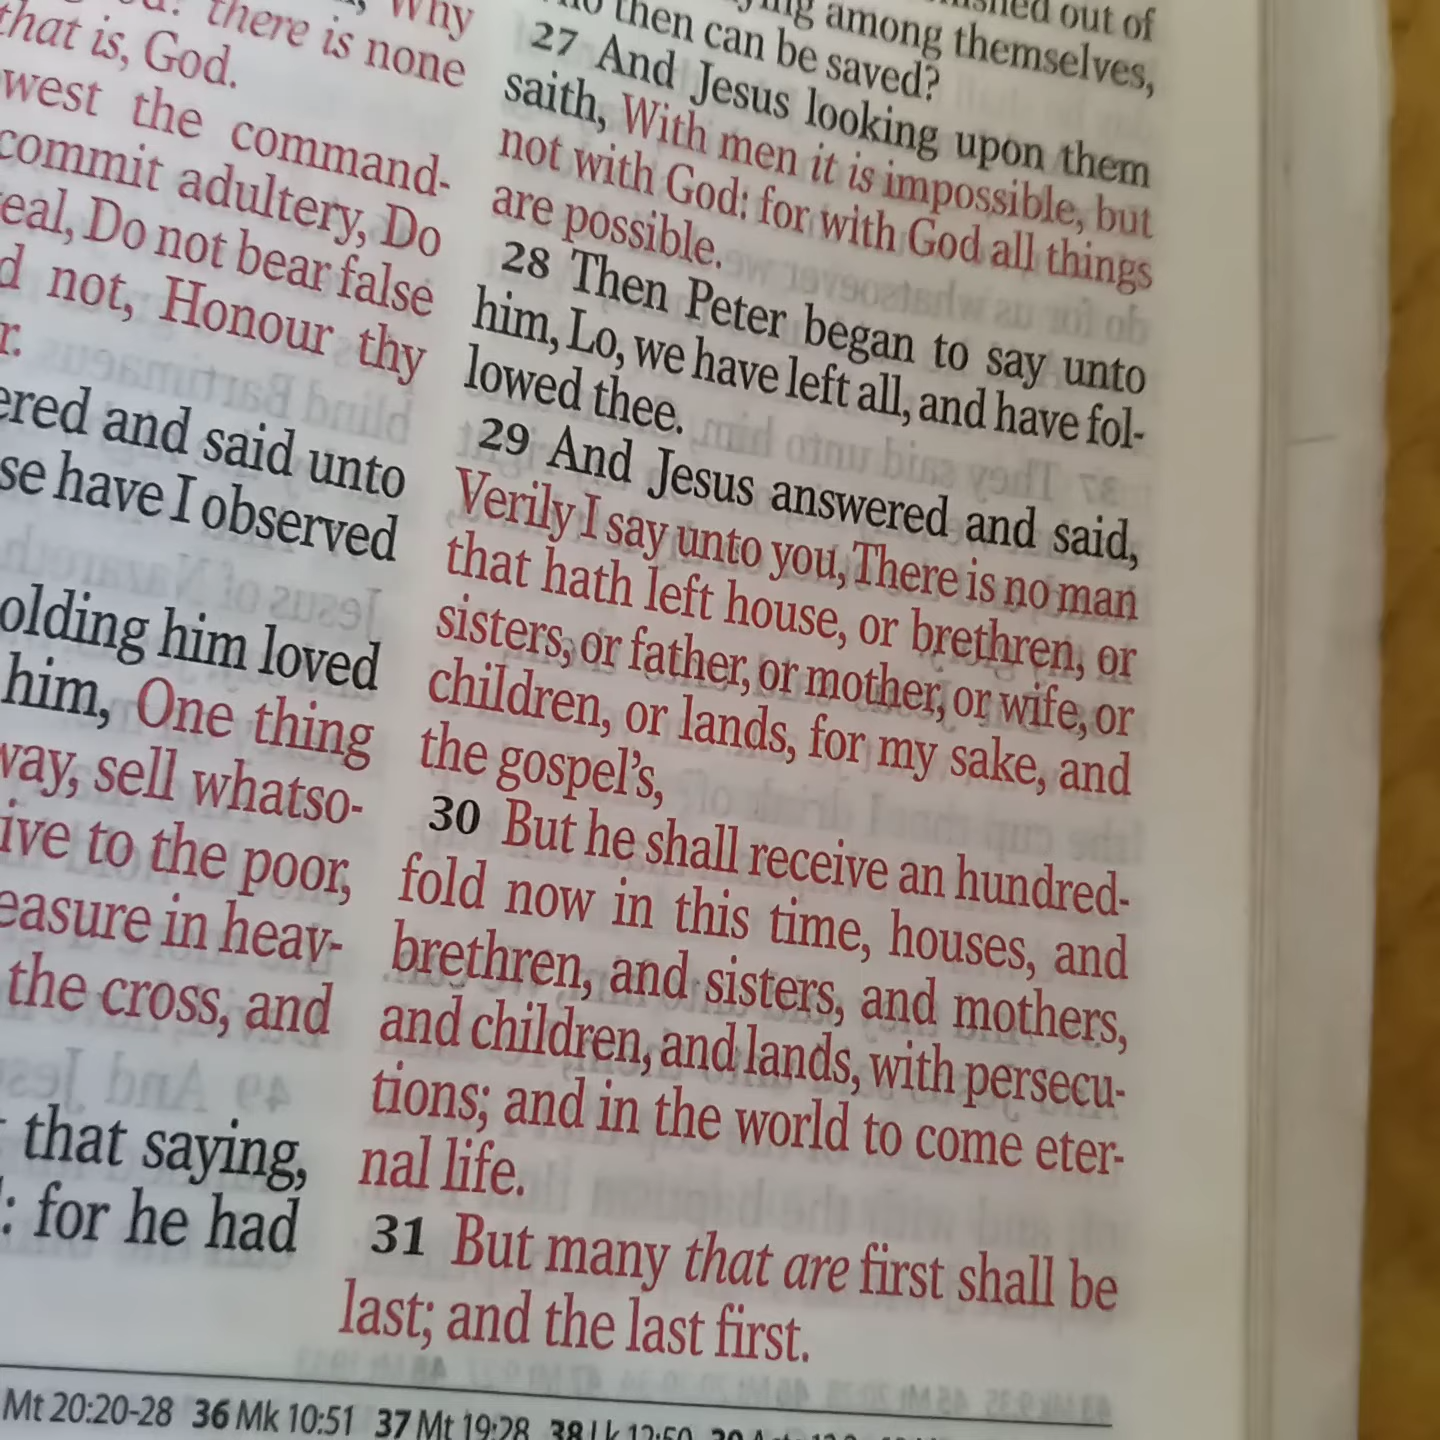 there is none
that is, God.
west the command-
commit adultery, Do
eal, Do not bear false
d not, Honour thy
r.
ered and said unto
se have I observed
olding him loved
him, One thing
way, sell whatso-
ive to the poor,
easure in heav-
the cross, and
that saying,
: for he had
out of
among themselves,
then can be saved?
27 And Jesus looking upon them
saith, With men it is impossible, but
not with God: for with God all things
are possible.
28 Then Peter began to say unto
him, Lo, we have left all, and have fol-
lowed thee.
29 And Jesus answered and said,
Verily I say unto you, There is no man
that hath left house, or brethren, or
sisters, or father, or mother, or wife, or
children, or lands, for my sake, and
the gospel's,
30 But he shall receive an hundred-
fold now in this time, houses, and
brethren, and sisters, and mothers,
and children, and lands, with persecu-
tions; and in the world to come eter-
nal life.
31 But many that are first shall be
last; and the last first.
Mt 20:20-28 36 Mk 10:51 37 Mt 19:28